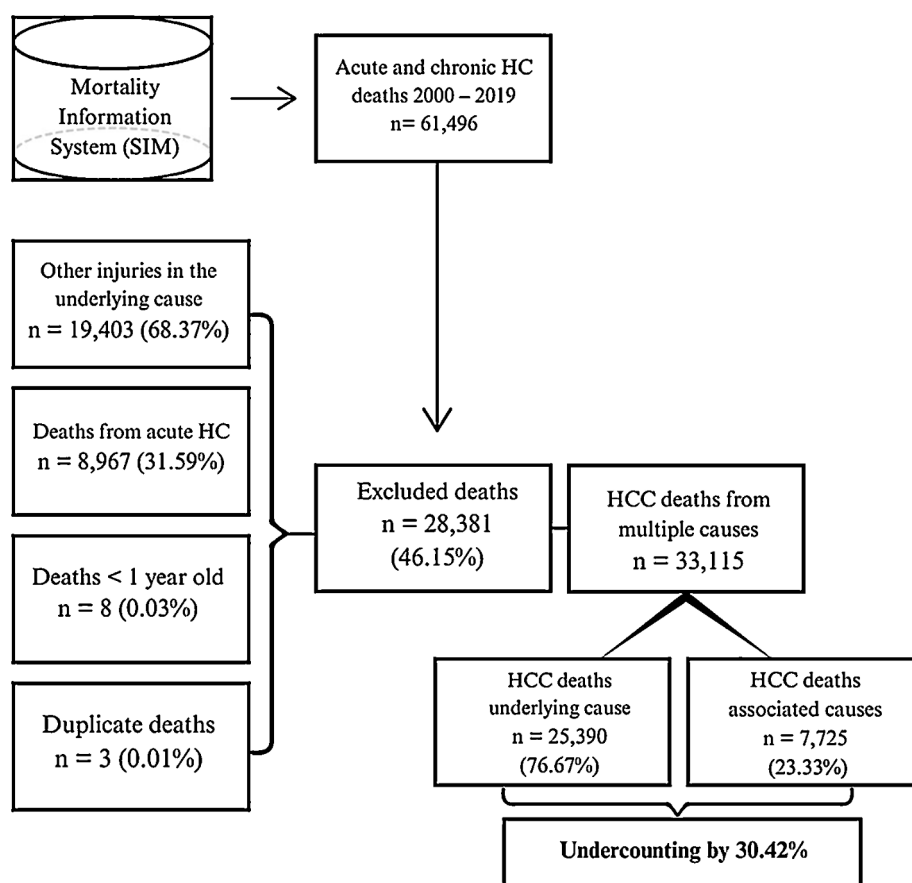 Mortality
Information
System (SIM)
Acute and chronic HC
deaths 2000 – 2019
n= 61,496
Other injuries in the
underlying cause
n = 19,403 (68.37%)
Deaths from acute HC
n = 8,967 (31.59%)
Deaths < 1 year old
n = 8 (0.03%)
Duplicate deaths
n = 3 (0.01%)
Excluded deaths
n = 28,381
(46.15%)
HCC deaths from
multiple causes
n = 33,115
HCC deaths
underlying cause
n = 25,390
(76.67%)
HCC deaths
associated causes
n = 7,725
(23.33%)
Undercounting by 30.42%